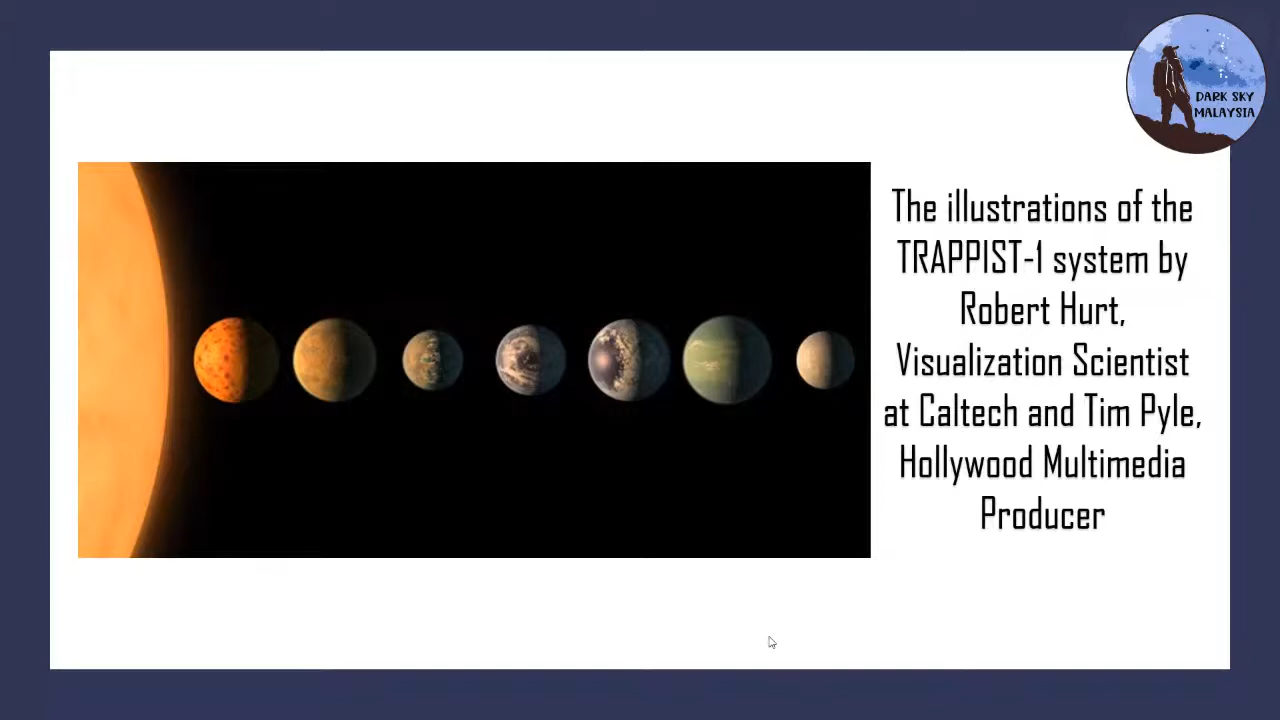 DARK SKY
MALAYSIA
The illustrations of the
TRAPPIST-1 system by
Robert Hurt,
Visualization Scientist
at Caltech and Tim Pyle,
Hollywood Multimedia
Producer